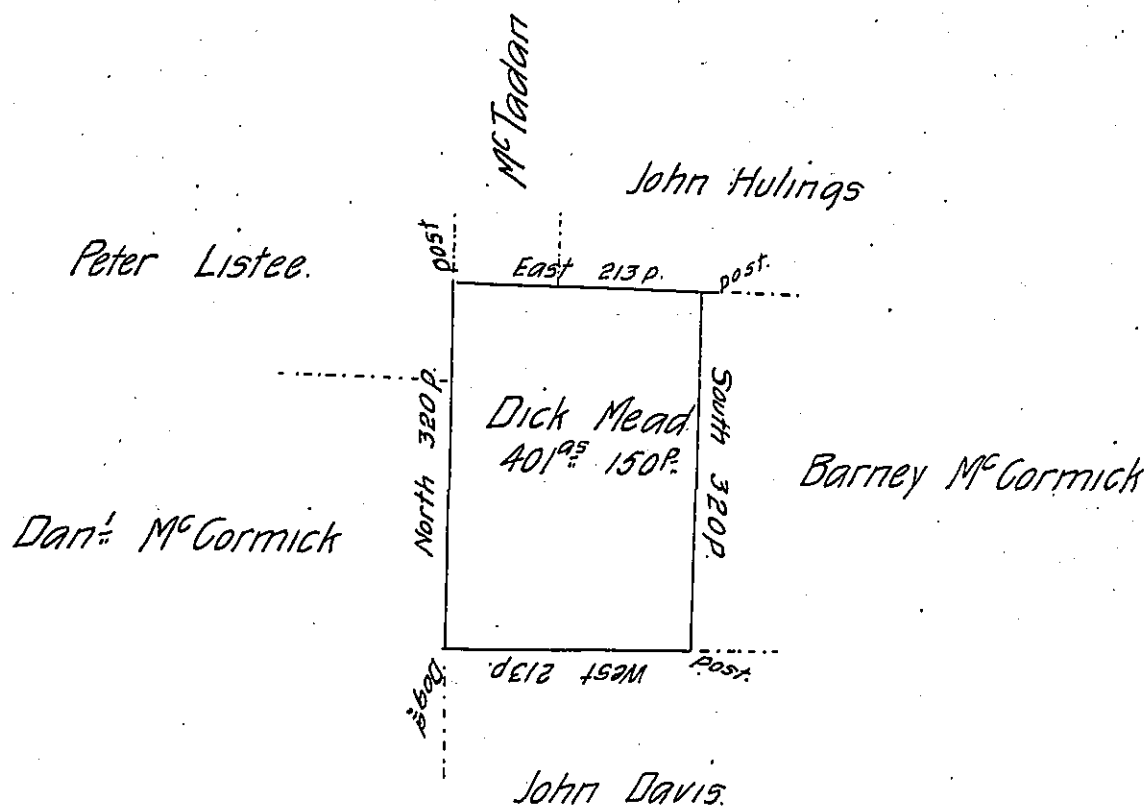 McTadan
John Hulings
Peter Listee.
post
East 213 p.
post.
North 320 p.
Dick Mead
401as 150p.
South 320 p.
Barney McCormick
Danl McCormick
West 213 p.
post.
John Davis.